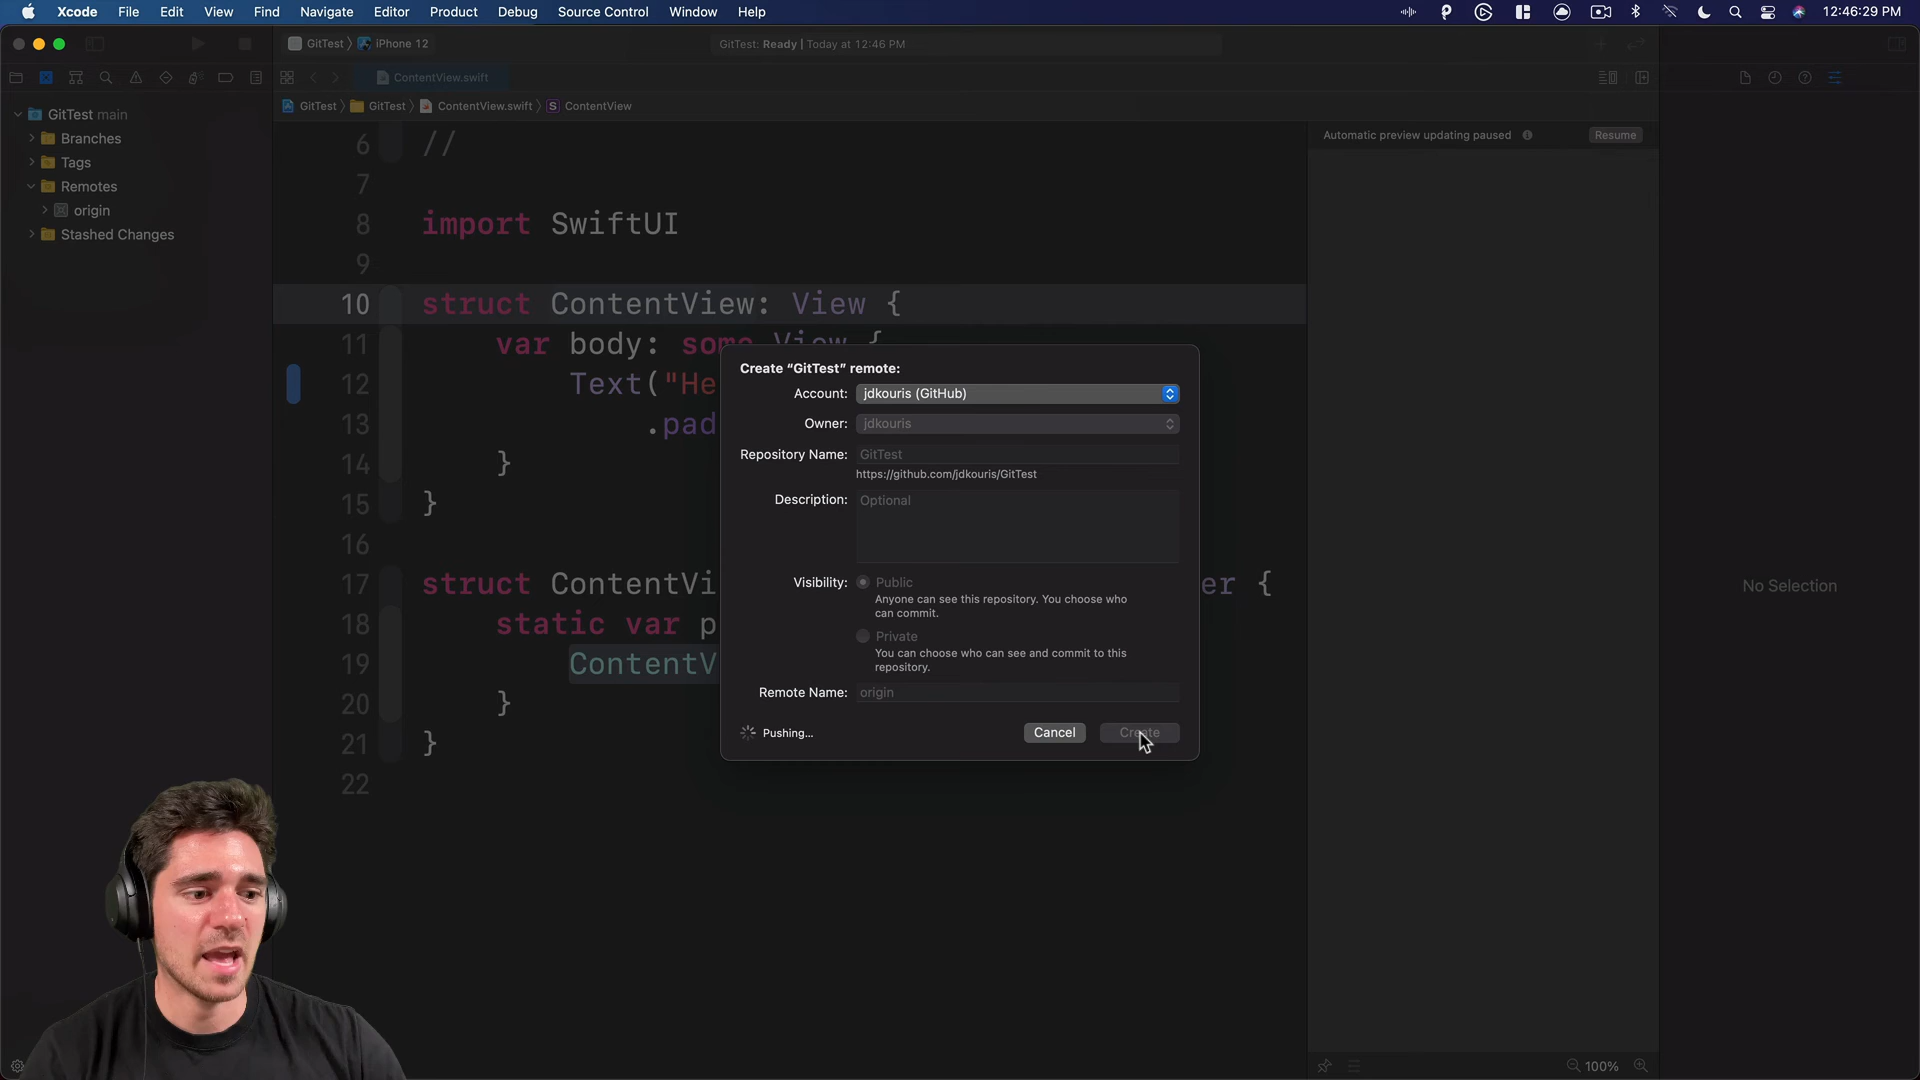 Xcode File Edit View Find Navigate Editor Product Debug Source Control Window Help 12:46:29 PM
GitTest iPhone 12 GitTest: Ready | Today at 12:46 PM
ContentView.swift
GitTest GitTest ContentView.swift S ContentView
GitTest main
Branches
Tags
Remotes
origin
Stashed Changes
Automatic preview updating paused Resume
6 //
7
8 import SwiftUI
9
10 struct ContentView: View {
11 var body: some View {
12 Text("He
13 .pad
14 }
15 }
16
17 struct ContentVi er {
18 static var p
19 ContentV
20 }
21 }
22
Create “GitTest” remote:
Account: jdkouris (GitHub)
Owner: jdkouris
Repository Name: GitTest
https://github.com/jdkouris/GitTest
Description: Optional
Visibility: Public
Anyone can see this repository. You choose who
can commit.
Private
You can choose who can see and commit to this
repository.
Remote Name: origin
Pushing... Cancel Create
No Selection
100%